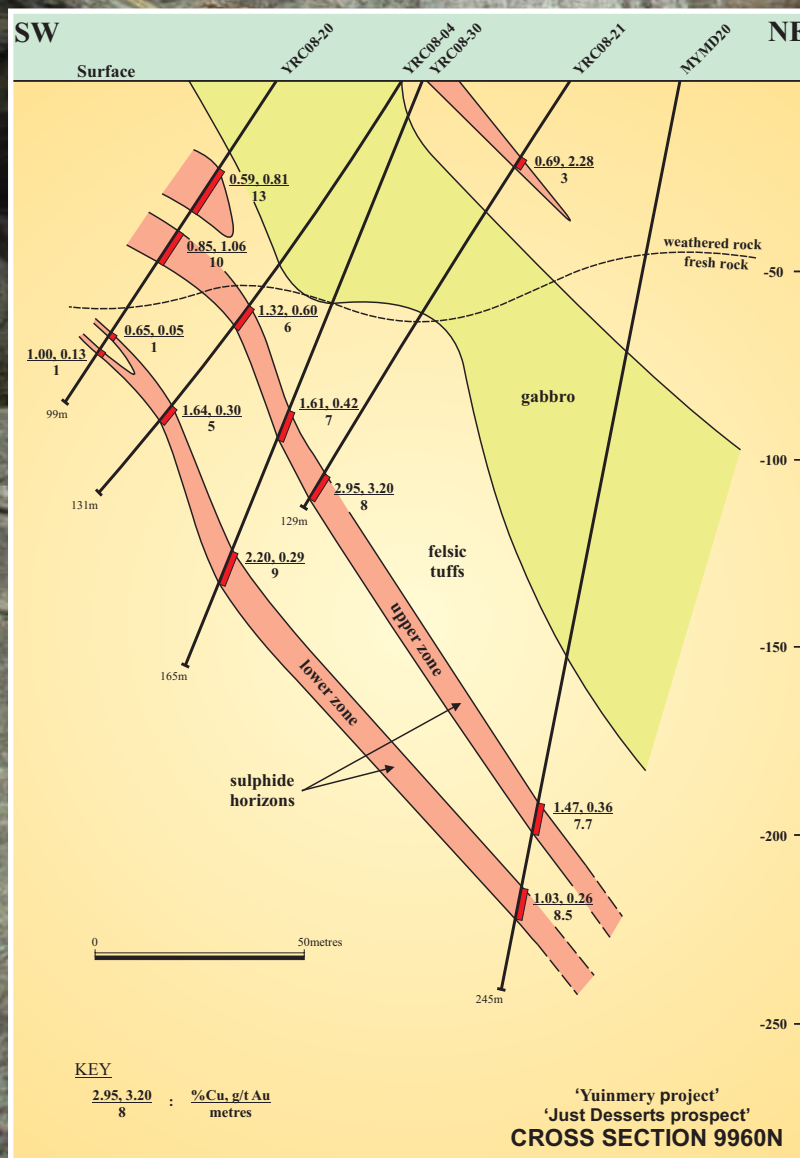 SW
NE
Surface
YRC08-20
YRC08-04
YRC08-30
YRC08-21
MYMD20
0.59, 0.81
13
0.69, 2.28
3
0.85, 1.06
10
weathered rock
fresh rock
-50
1.32, 0.60
6
0.65, 0.05
1
1.00, 0.13
1
99m
1.64, 0.30
5
1.61, 0.42
7
gabbro
-100
131m
2.95, 3.20
8
129m
felsic
tuffs
2.20, 0.29
9
upper zone
-150
165m
lower zone
sulphide
horizons
1.47, 0.36
7.7
-200
1.03, 0.26
8.5
0
50metres
245m
-250
KEY
2.95, 3.20 : %Cu, g/t Au
8 metres
‘Yuinmery project’
‘Just Desserts prospect’
CROSS SECTION 9960N